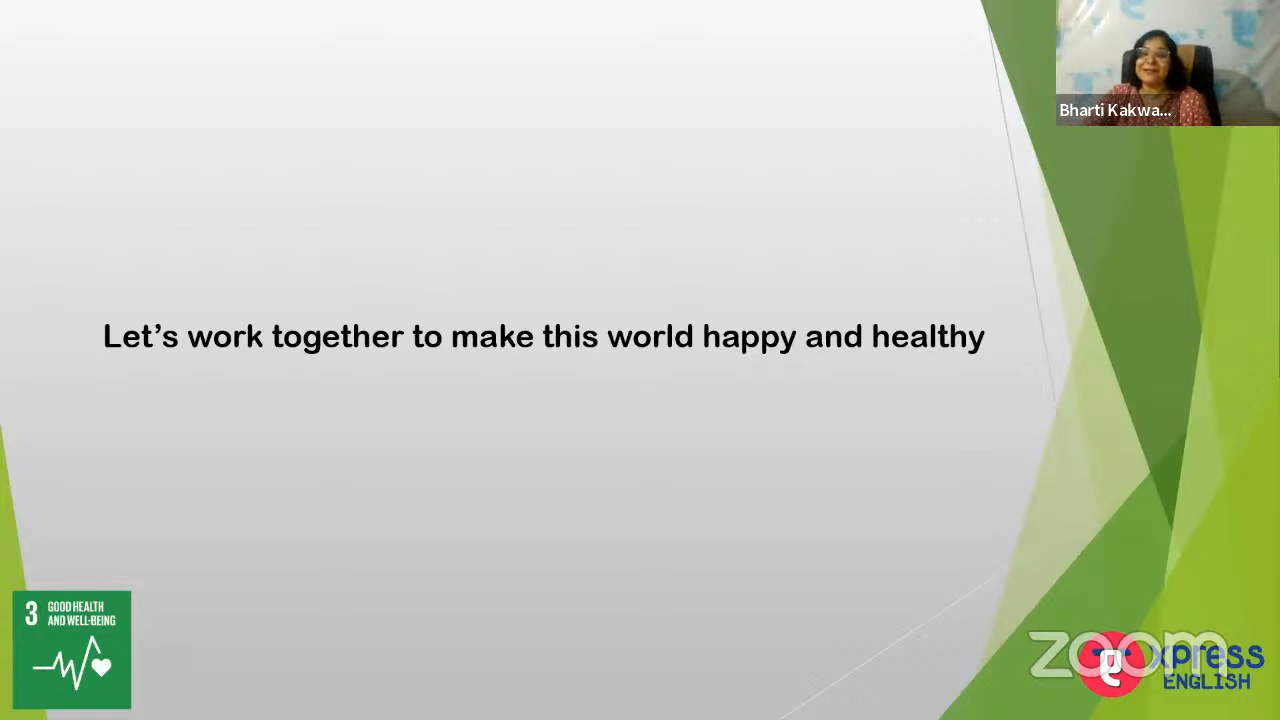 Bharti Kakwa...
Let's work together to make this world happy and healthy
3 GOOD HEALTH
AND WELL-BEING
zoom
xpress
ENGLISH